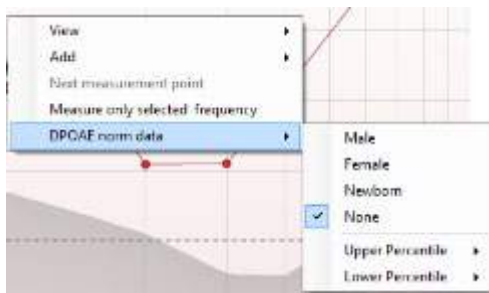 View
Add
Next measurement point
Measure only selected frequency
DPOAE norm data
Male
Female
Newborn
None
Upper Percentile
Lower Percentile